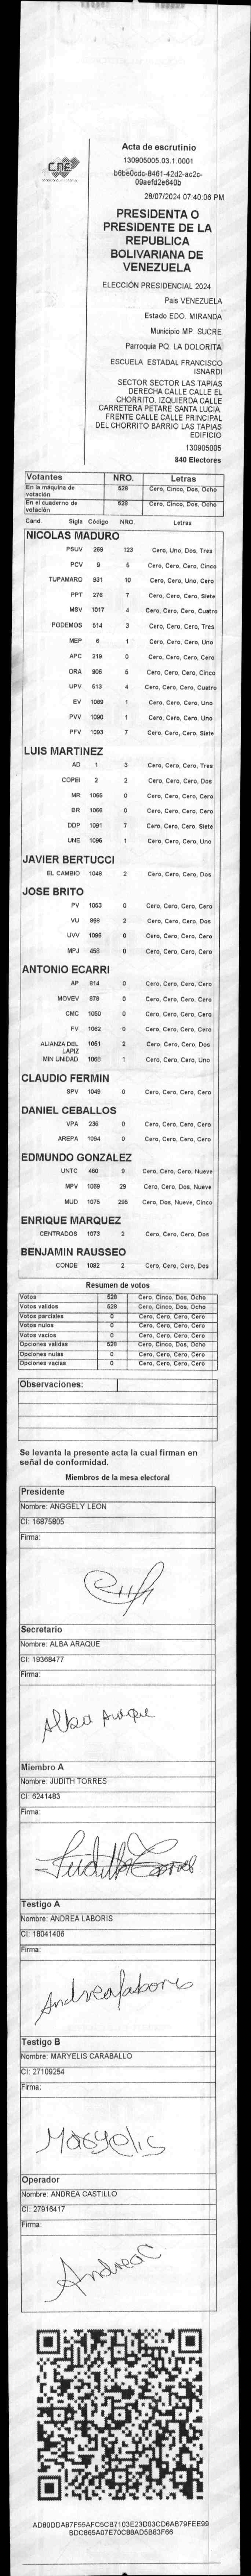 CNE
Acta de escrutinio
130905005.03.1.0001
b6be0cdc-8461-42d2-ac2c-
09aefd2e640b
28/07/2024 07:40:06 PM
PRESIDENTA O
PRESIDENTE DE LA
REPUBLICA
BOLIVARIANA DE
VENEZUELA
ELECCIÓN PRESIDENCIAL 2024
Pais VENEZUELA
Estado EDO. MIRANDA
Municipio MP. SUCRE
Parroquia PQ. LA DOLORITA
ESCUELA ESTADAL FRANCISCO
ISNARDI
SECTOR SECTOR LAS TAPIAS
DERECHA CALLE CALLE EL
CHORRITO. IZQUIERDA CALLE
CARRETERA PETARE SANTA LUCIA.
FRENTE CALLE CALLE PRINCIPAL
DEL CHORRITO BARRIO LAS TAPIAS
EDIFICIO
130905005
840 Electores
Votantes NRO. Letras
En la máquina de votación 528 Cero, Cinco, Dos, Ocho
En el cuaderno de votación 528 Cero, Cinco, Dos, Ocho
Cand. Sigla Código NRO. Letras
NICOLAS MADURO
PSUV 269 123 Cero, Uno, Dos, Tres
PCV 9 5 Cero, Cero, Cero, Cinco
TUPAMARO 931 10 Cero, Cero, Uno, Cero
PPT 276 7 Cero, Cero, Cero, Siete
MSV 1017 4 Cero, Cero, Cero, Cuatro
PODEMOS 514 3 Cero, Cero, Cero, Tres
MEP 6 1 Cero, Cero, Cero, Uno
APC 219 0 Cero, Cero, Cero, Cero
ORA 905 5 Cero, Cero, Cero, Cinco
UPV 513 4 Cero, Cero, Cero, Cuatro
EV 1089 1 Cero, Cero, Cero, Uno
PVV 1090 1 Cero, Cero, Cero, Uno
PFV 1093 7 Cero, Cero, Cero, Siete
LUIS MARTINEZ
AD 1 3 Cero, Cero, Cero, Tres
COPEI 2 2 Cero, Cero, Cero, Dos
MR 1065 0 Cero, Cero, Cero, Cero
BR 1066 0 Cero, Cero, Cero, Cero
DDP 1091 7 Cero, Cero, Cero, Siete
UNE 1095 1 Cero, Cero, Cero, Uno
JAVIER BERTUCCI
EL CAMBIO 1048 2 Cero, Cero, Cero, Dos
JOSE BRITO
PV 1053 0 Cero, Cero, Cero, Cero
VU 868 2 Cero, Cero, Cero, Dos
UVV 1096 0 Cero, Cero, Cero, Cero
MPJ 456 0 Cero, Cero, Cero, Cero
ANTONIO ECARRI
AP 814 0 Cero, Cero, Cero, Cero
MOVEV 878 0 Cero, Cero, Cero, Cero
CMC 1050 0 Cero, Cero, Cero, Cero
FV 1062 0 Cero, Cero, Cero, Cero
ALIANZA DEL LAPIZ 1051 2 Cero, Cero, Cero, Dos
MIN UNIDAD 1068 1 Cero, Cero, Cero, Uno
CLAUDIO FERMIN
SPV 1049 0 Cero, Cero, Cero, Cero
DANIEL CEBALLOS
VPA 236 0 Cero, Cero, Cero, Cero
AREPA 1094 0 Cero, Cero, Cero, Cero
EDMUNDO GONZALEZ
UNTC 460 9 Cero, Cero, Cero, Nueve
MPV 1069 29 Cero, Cero, Dos, Nueve
MUD 1075 295 Cero, Dos, Nueve, Cinco
ENRIQUE MARQUEZ
CENTRADOS 1073 2 Cero, Cero, Cero, Dos
BENJAMIN RAUSSEO
CONDE 1092 2 Cero, Cero, Cero, Dos
Resumen de votos
Votos 528 Cero, Cinco, Dos, Ocho
Votos validos 528 Cero, Cinco, Dos, Ocho
Votos parciales 0 Cero, Cero, Cero, Cero
Votos nulos 0 Cero, Cero, Cero, Cero
Votos vacios 0 Cero, Cero, Cero, Cero
Opciones validas 528 Cero, Cinco, Dos, Ocho
Opciones nulas 0 Cero, Cero, Cero, Cero
Opciones vacias 0 Cero, Cero, Cero, Cero
Observaciones:
Se levanta la presente acta la cual firman en
señal de conformidad.
Miembros de la mesa electoral
Presidente
Nombre: ANGGELY LEON
CI: 16875805
Firma:
Secretario
Nombre: ALBA ARAQUE
CI: 19368477
Firma:
Alba Araque
Miembro A
Nombre: JUDITH TORRES
CI: 6241483
Firma:
Judith Torres
Testigo A
Nombre: ANDREA LABORIS
CI: 18041406
Firma:
Andrea laboris
Testigo B
Nombre: MARYELIS CARABALLO
CI: 27109254
Firma:
Maryelis
Operador
Nombre: ANDREA CASTILLO
CI: 27916417
Firma:
Andrea C
AD80DDA87F55AFC5CB7103E23D03CD6AB79FEE99
BDC865A07E70C88AD5B83F66